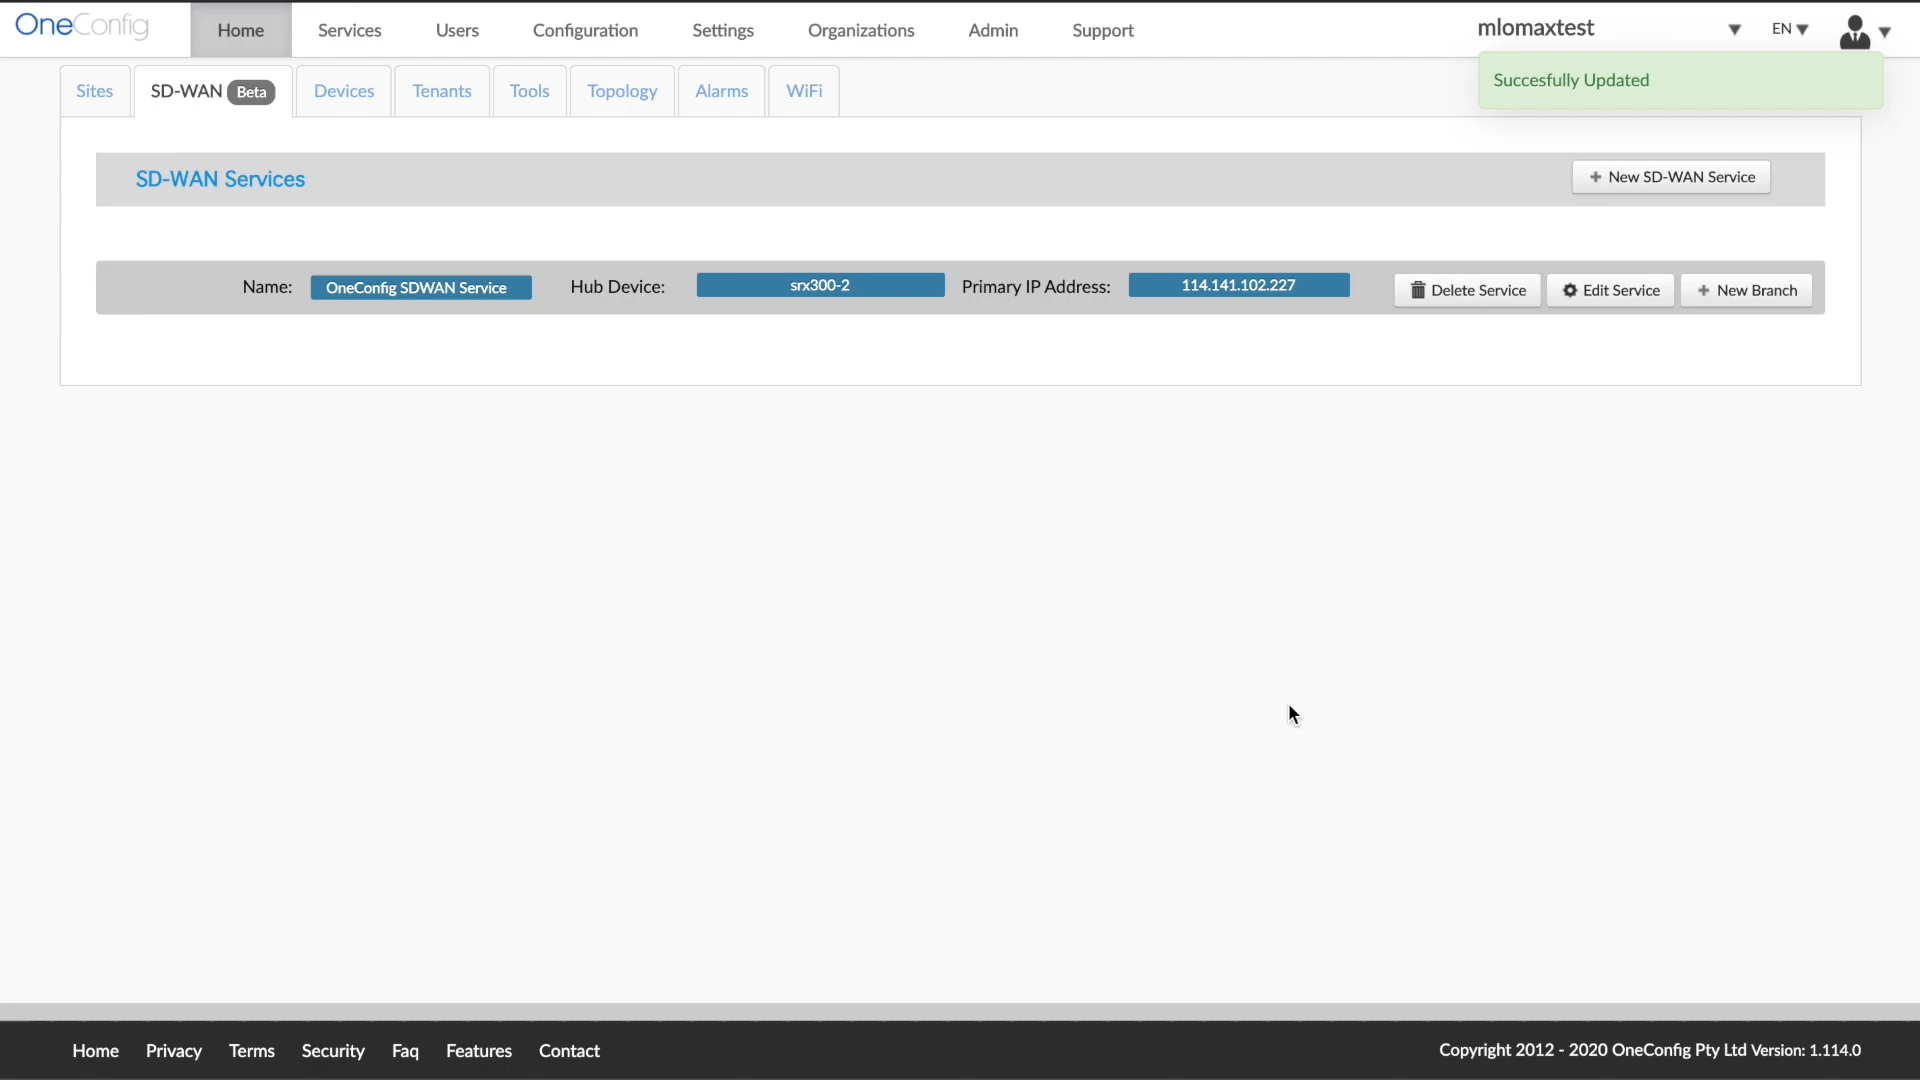 OneConfig
Home Services Users Configuration Settings Organizations Admin Support mlomaxtest EN
Succesfully Updated
Sites SD-WAN Beta Devices Tenants Tools Topology Alarms WiFi
SD-WAN Services + New SD-WAN Service
Name: OneConfig SDWAN Service Hub Device: srx300-2 Primary IP Address: 114.141.102.227 Delete Service Edit Service + New Branch
Home Privacy Terms Security Faq Features Contact Copyright 2012 - 2020 OneConfig Pty Ltd Version: 1.114.0